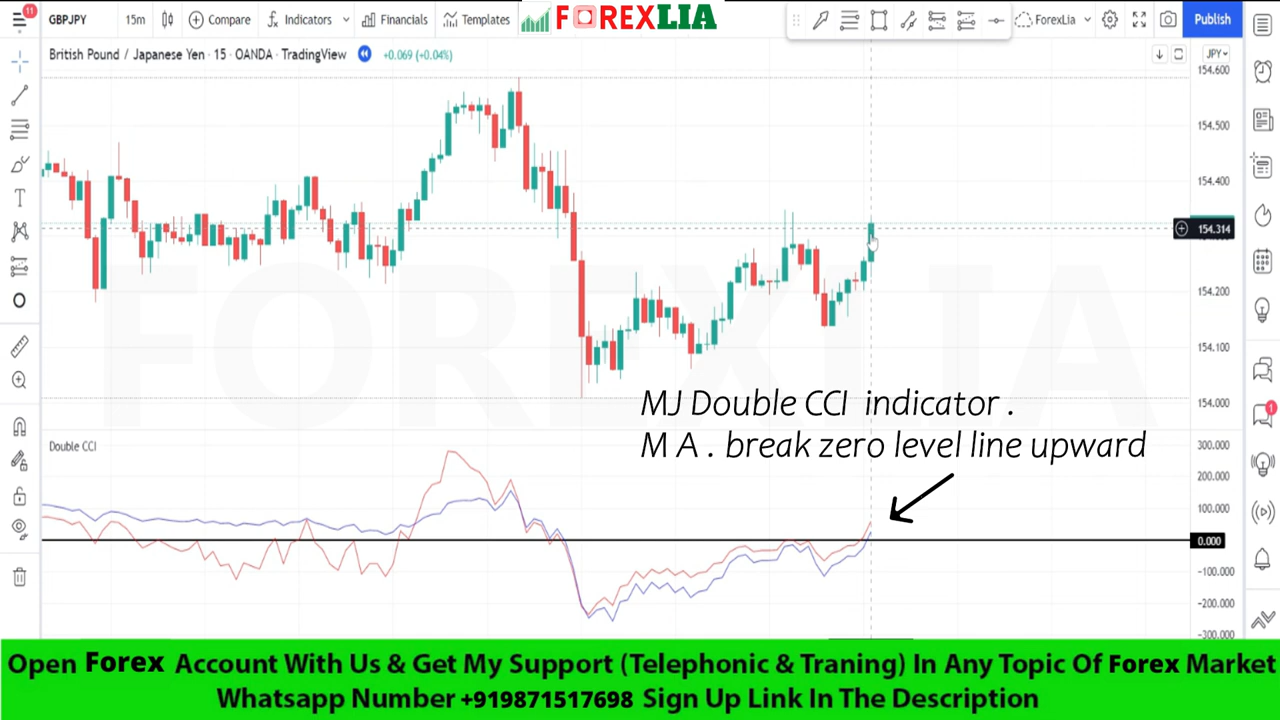 11
GBPJPY
15m
Compare
Indicators
Financials
Templates
FOREXLIA
ForexLia
Publish
British Pound / Japanese Yen · 15 · OANDA · TradingView
+0.069 (+0.04%)
JPY
154.600
154.500
154.400
154.314
154.200
154.100
154.000
FOREXLIA
MJ Double CCI indicator .
M A . break zero level line upward
Double CCI
300.000
200.000
100.000
0.000
-100.000
-200.000
-300.000
1
Open Forex Account With Us & Get My Support (Telephonic & Traning) In Any Topic Of Forex Market
Whatsapp Number +919871517698 Sign Up Link In The Description